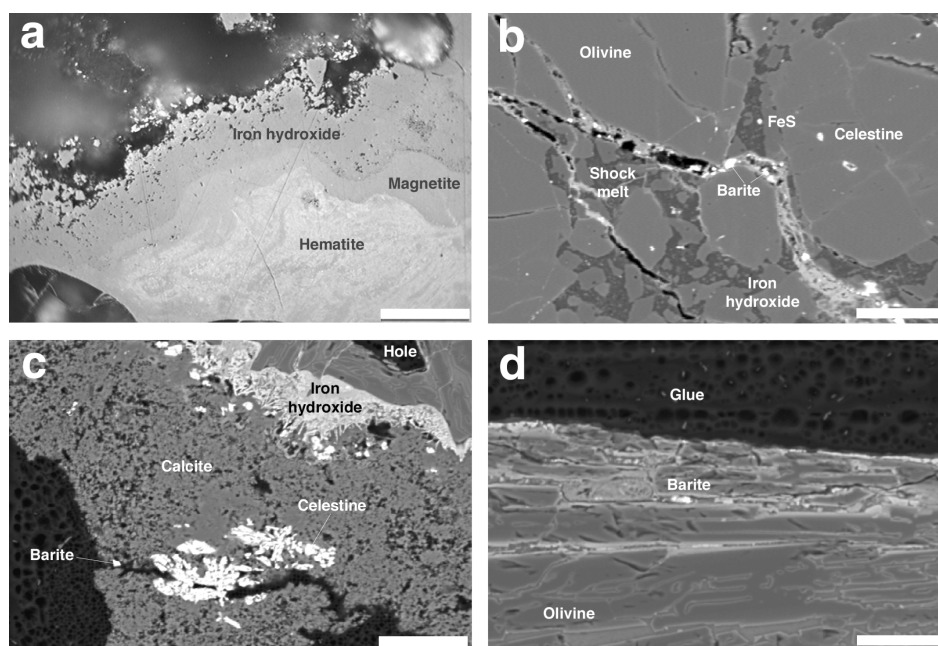 a
Iron hydroxide
Magnetite
Hematite
b
Olivine
FeS
Celestine
Shock
melt
Barite
Iron
hydroxide
c
Hole
Iron
hydroxide
Calcite
Celestine
Barite
d
Glue
Barite
Olivine